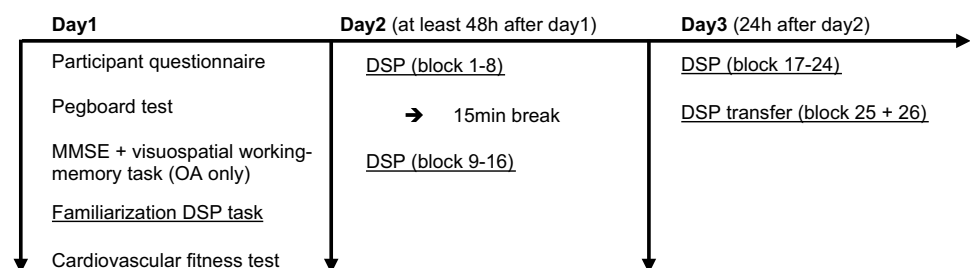 Day1
Participant questionnaire
Pegboard test
MMSE + visuospatial working-
memory task (OA only)
Familiarization DSP task
Cardiovascular fitness test
Day2 (at least 48h after day1)
DSP (block 1-8)
➔ 15min break
DSP (block 9-16)
Day3 (24h after day2)
DSP (block 17-24)
DSP transfer (block 25 + 26)